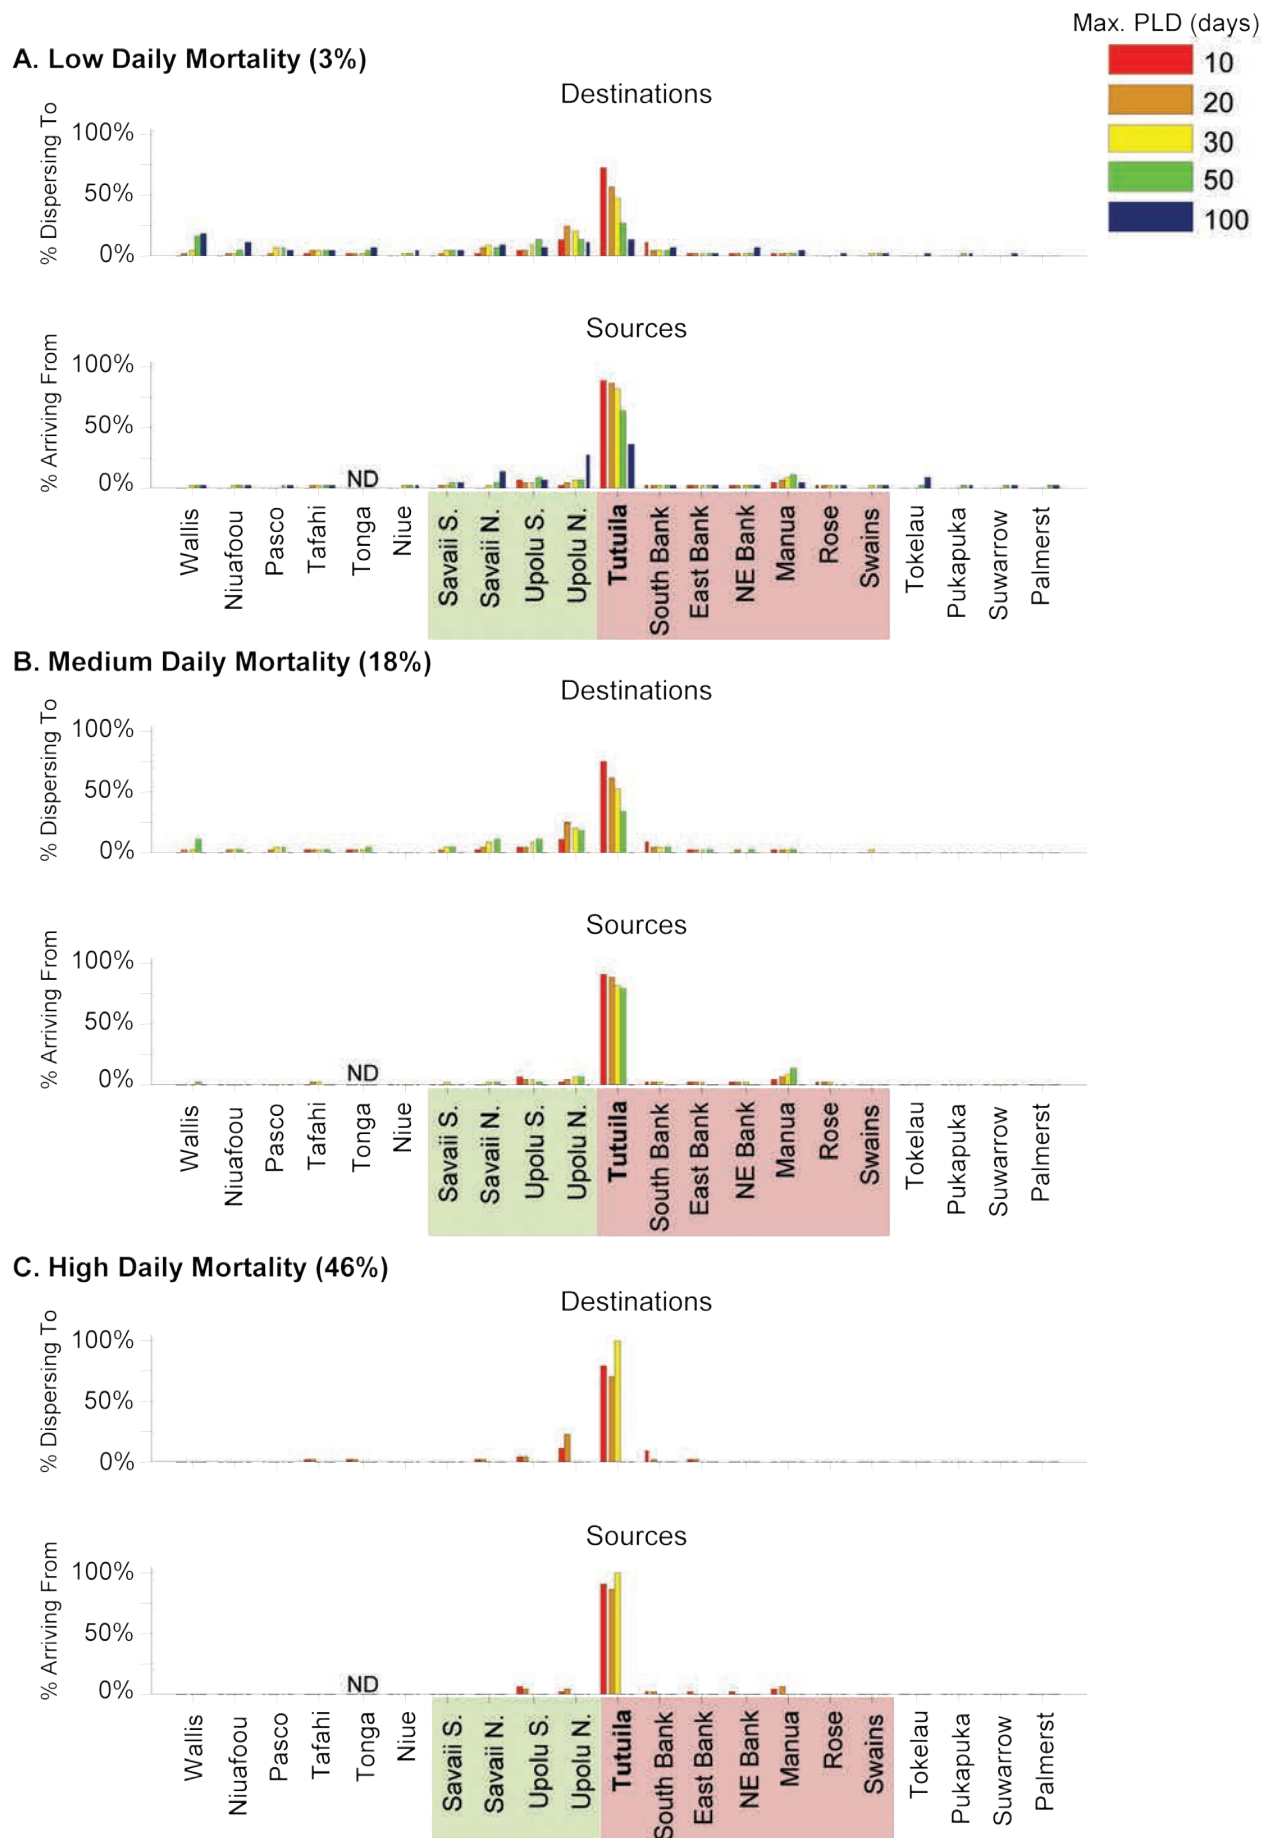 Max. PLD (days)
10
20
30
50
100
A. Low Daily Mortality (3%)
Destinations
% Dispersing To
100%
50%
0%
Sources
% Arriving From
100%
50%
0%
ND
Wallis
Niuafoou
Pasco
Tafahi
Tonga
Niue
Savaii S.
Savaii N.
Upolu S.
Upolu N.
Tutuila
South Bank
East Bank
NE Bank
Manua
Rose
Swains
Tokelau
Pukapuka
Suwarrow
Palmerst
B. Medium Daily Mortality (18%)
Destinations
% Dispersing To
100%
50%
0%
Sources
% Arriving From
100%
50%
0%
ND
Wallis
Niuafoou
Pasco
Tafahi
Tonga
Niue
Savaii S.
Savaii N.
Upolu S.
Upolu N.
Tutuila
South Bank
East Bank
NE Bank
Manua
Rose
Swains
Tokelau
Pukapuka
Suwarrow
Palmerst
C. High Daily Mortality (46%)
Destinations
% Dispersing To
100%
50%
0%
Sources
% Arriving From
100%
50%
0%
ND
Wallis
Niuafoou
Pasco
Tafahi
Tonga
Niue
Savaii S.
Savaii N.
Upolu S.
Upolu N.
Tutuila
South Bank
East Bank
NE Bank
Manua
Rose
Swains
Tokelau
Pukapuka
Suwarrow
Palmerst